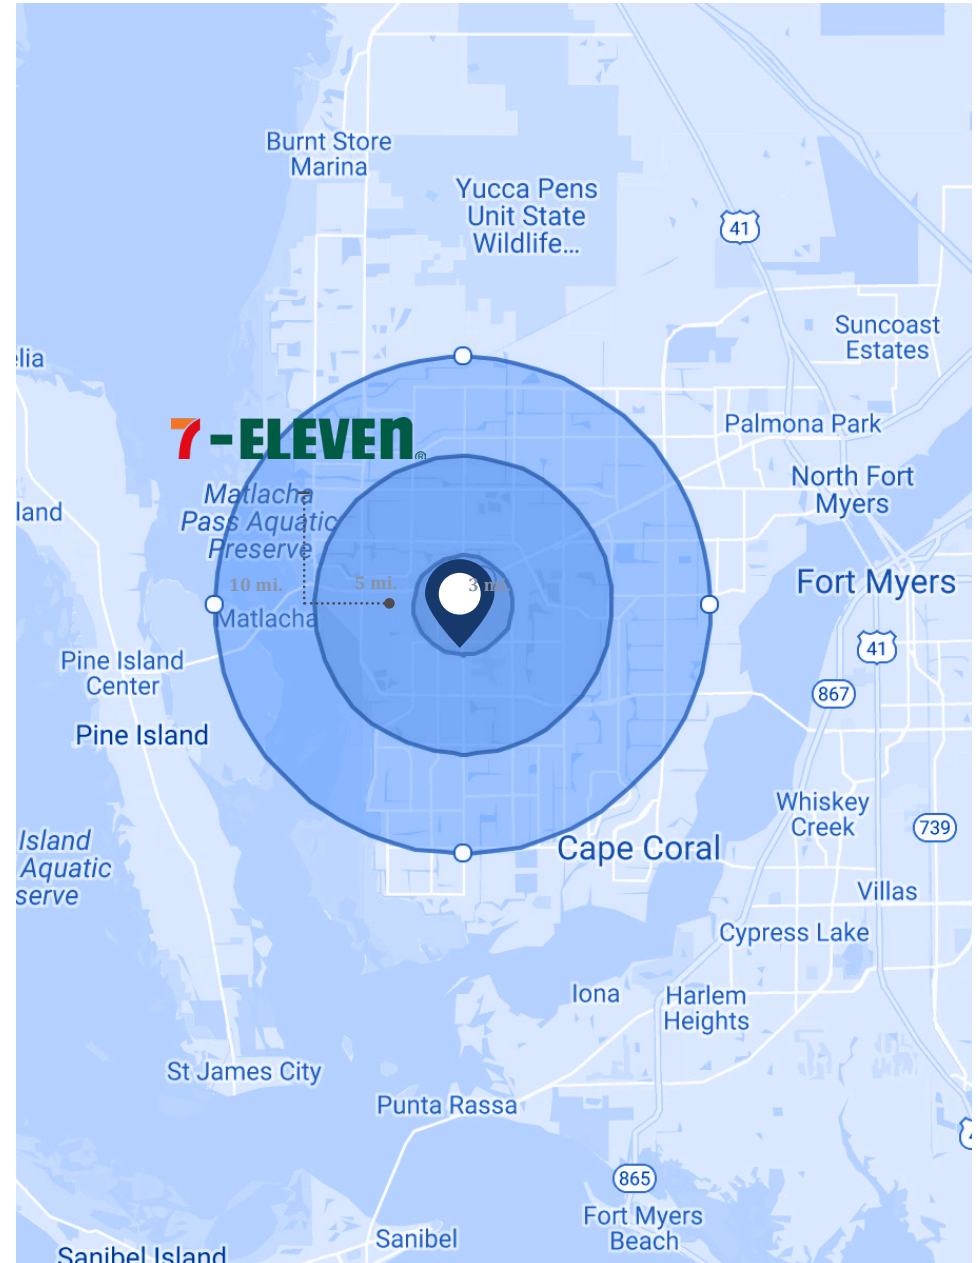 Burnt Store
Marina
Yucca Pens
Unit State
Wildlife...
41
Suncoast
Estates
elia
7-ELEVEN®
Palmona Park
North Fort
Myers
Matlacha
Pass Aquatic
Preserve
land
10 mi.
5 mi.
3 mi.
Fort Myers
Matlacha
41
Pine Island
Center
867
Pine Island
Whiskey
Creek
739
Island
Aquatic
serve
Cape Coral
Villas
Cypress Lake
Iona
Harlem
Heights
St James City
Punta Rassa
865
Fort Myers
Beach
Sanibel
Sanibel Island